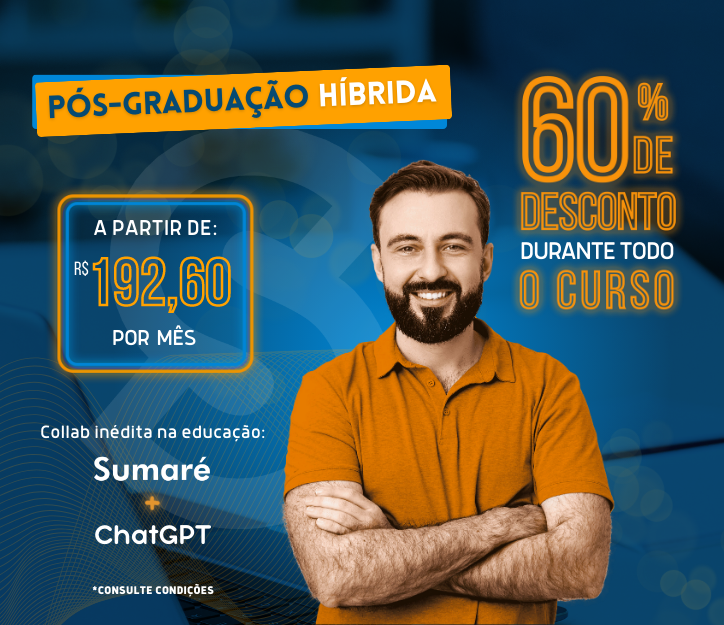 PÓS-GRADUAÇÃO HÍBRIDA
60% DE
DESCONTO
DURANTE TODO
O CURSO
A PARTIR DE:
R$ 192,60
POR MÊS
Collab inédita na educação:
Sumaré
+
ChatGPT
*CONSULTE CONDIÇÕES